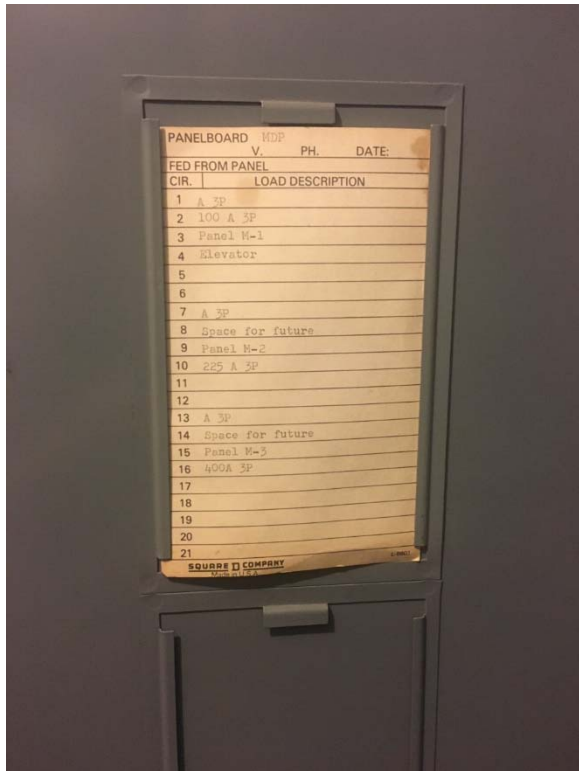 PANELBOARD MDP
V. PH. DATE:
FED FROM PANEL
CIR. LOAD DESCRIPTION
1 A 3P
2 100 A 3P
3 Panel M-1
4 Elevator
5
6
7 A 3P
8 Space for future
9 Panel M-2
10 225 A 3P
11
12
13 A 3P
14 Space for future
15 Panel M-3
16 400A 3P
17
18
19
20
21
SQUARE D COMPANY
Made in U.S.A.